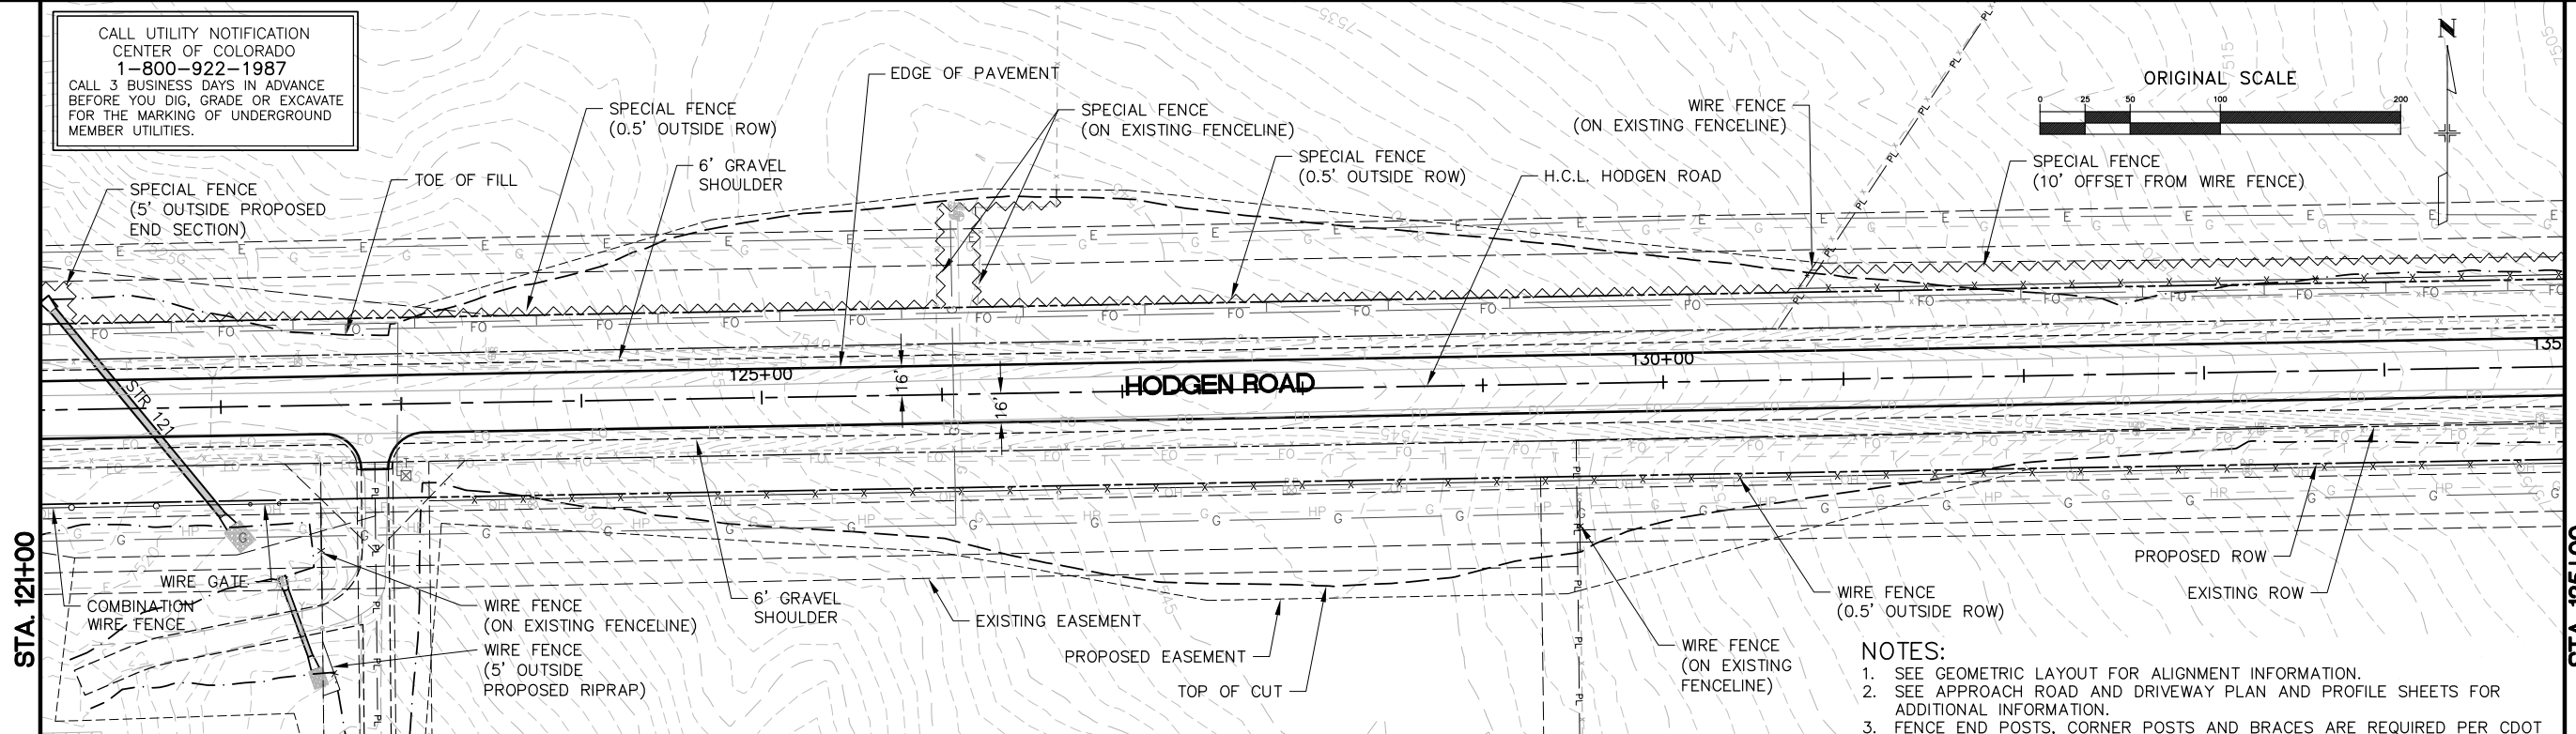 CALL UTILITY NOTIFICATION
CENTER OF COLORADO
1-800-922-1987
CALL 3 BUSINESS DAYS IN ADVANCE
BEFORE YOU DIG, GRADE OR EXCAVATE
FOR THE MARKING OF UNDERGROUND
MEMBER UTILITIES.
SPECIAL FENCE
(5' OUTSIDE PROPOSED
END SECTION)
TOE OF FILL
SPECIAL FENCE
(0.5' OUTSIDE ROW)
6' GRAVEL
SHOULDER
EDGE OF PAVEMENT
SPECIAL FENCE
(ON EXISTING FENCELINE)
SPECIAL FENCE
(0.5' OUTSIDE ROW)
H.C.L. HODGEN ROAD
WIRE FENCE
(ON EXISTING FENCELINE)
SPECIAL FENCE
(10' OFFSET FROM WIRE FENCE)
ORIGINAL SCALE
0 25 50 100 200
N
7535
7515
7505
7540
125+00
16'
16'
HODGEN ROAD
130+00
135
STR 121
7545
STA. 121+00
WIRE GATE
COMBINATION
WIRE FENCE
WIRE FENCE
(ON EXISTING FENCELINE)
WIRE FENCE
(5' OUTSIDE
PROPOSED RIPRAP)
6' GRAVEL
SHOULDER
EXISTING EASEMENT
PROPOSED EASEMENT
TOP OF CUT
WIRE FENCE
(ON EXISTING
FENCELINE)
WIRE FENCE
(0.5' OUTSIDE ROW)
PROPOSED ROW
EXISTING ROW
NOTES:
1. SEE GEOMETRIC LAYOUT FOR ALIGNMENT INFORMATION.
2. SEE APPROACH ROAD AND DRIVEWAY PLAN AND PROFILE SHEETS FOR
ADDITIONAL INFORMATION.
3. FENCE END POSTS, CORNER POSTS AND BRACES ARE REQUIRED PER CDOT